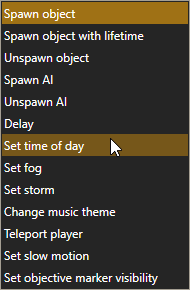 Spawn object
Spawn object with lifetime
Unspawn object
Spawn AI
Unspawn AI
Delay
Set time of day
Set fog
Set storm
Change music theme
Teleport player
Set slow motion
Set objective marker visibility